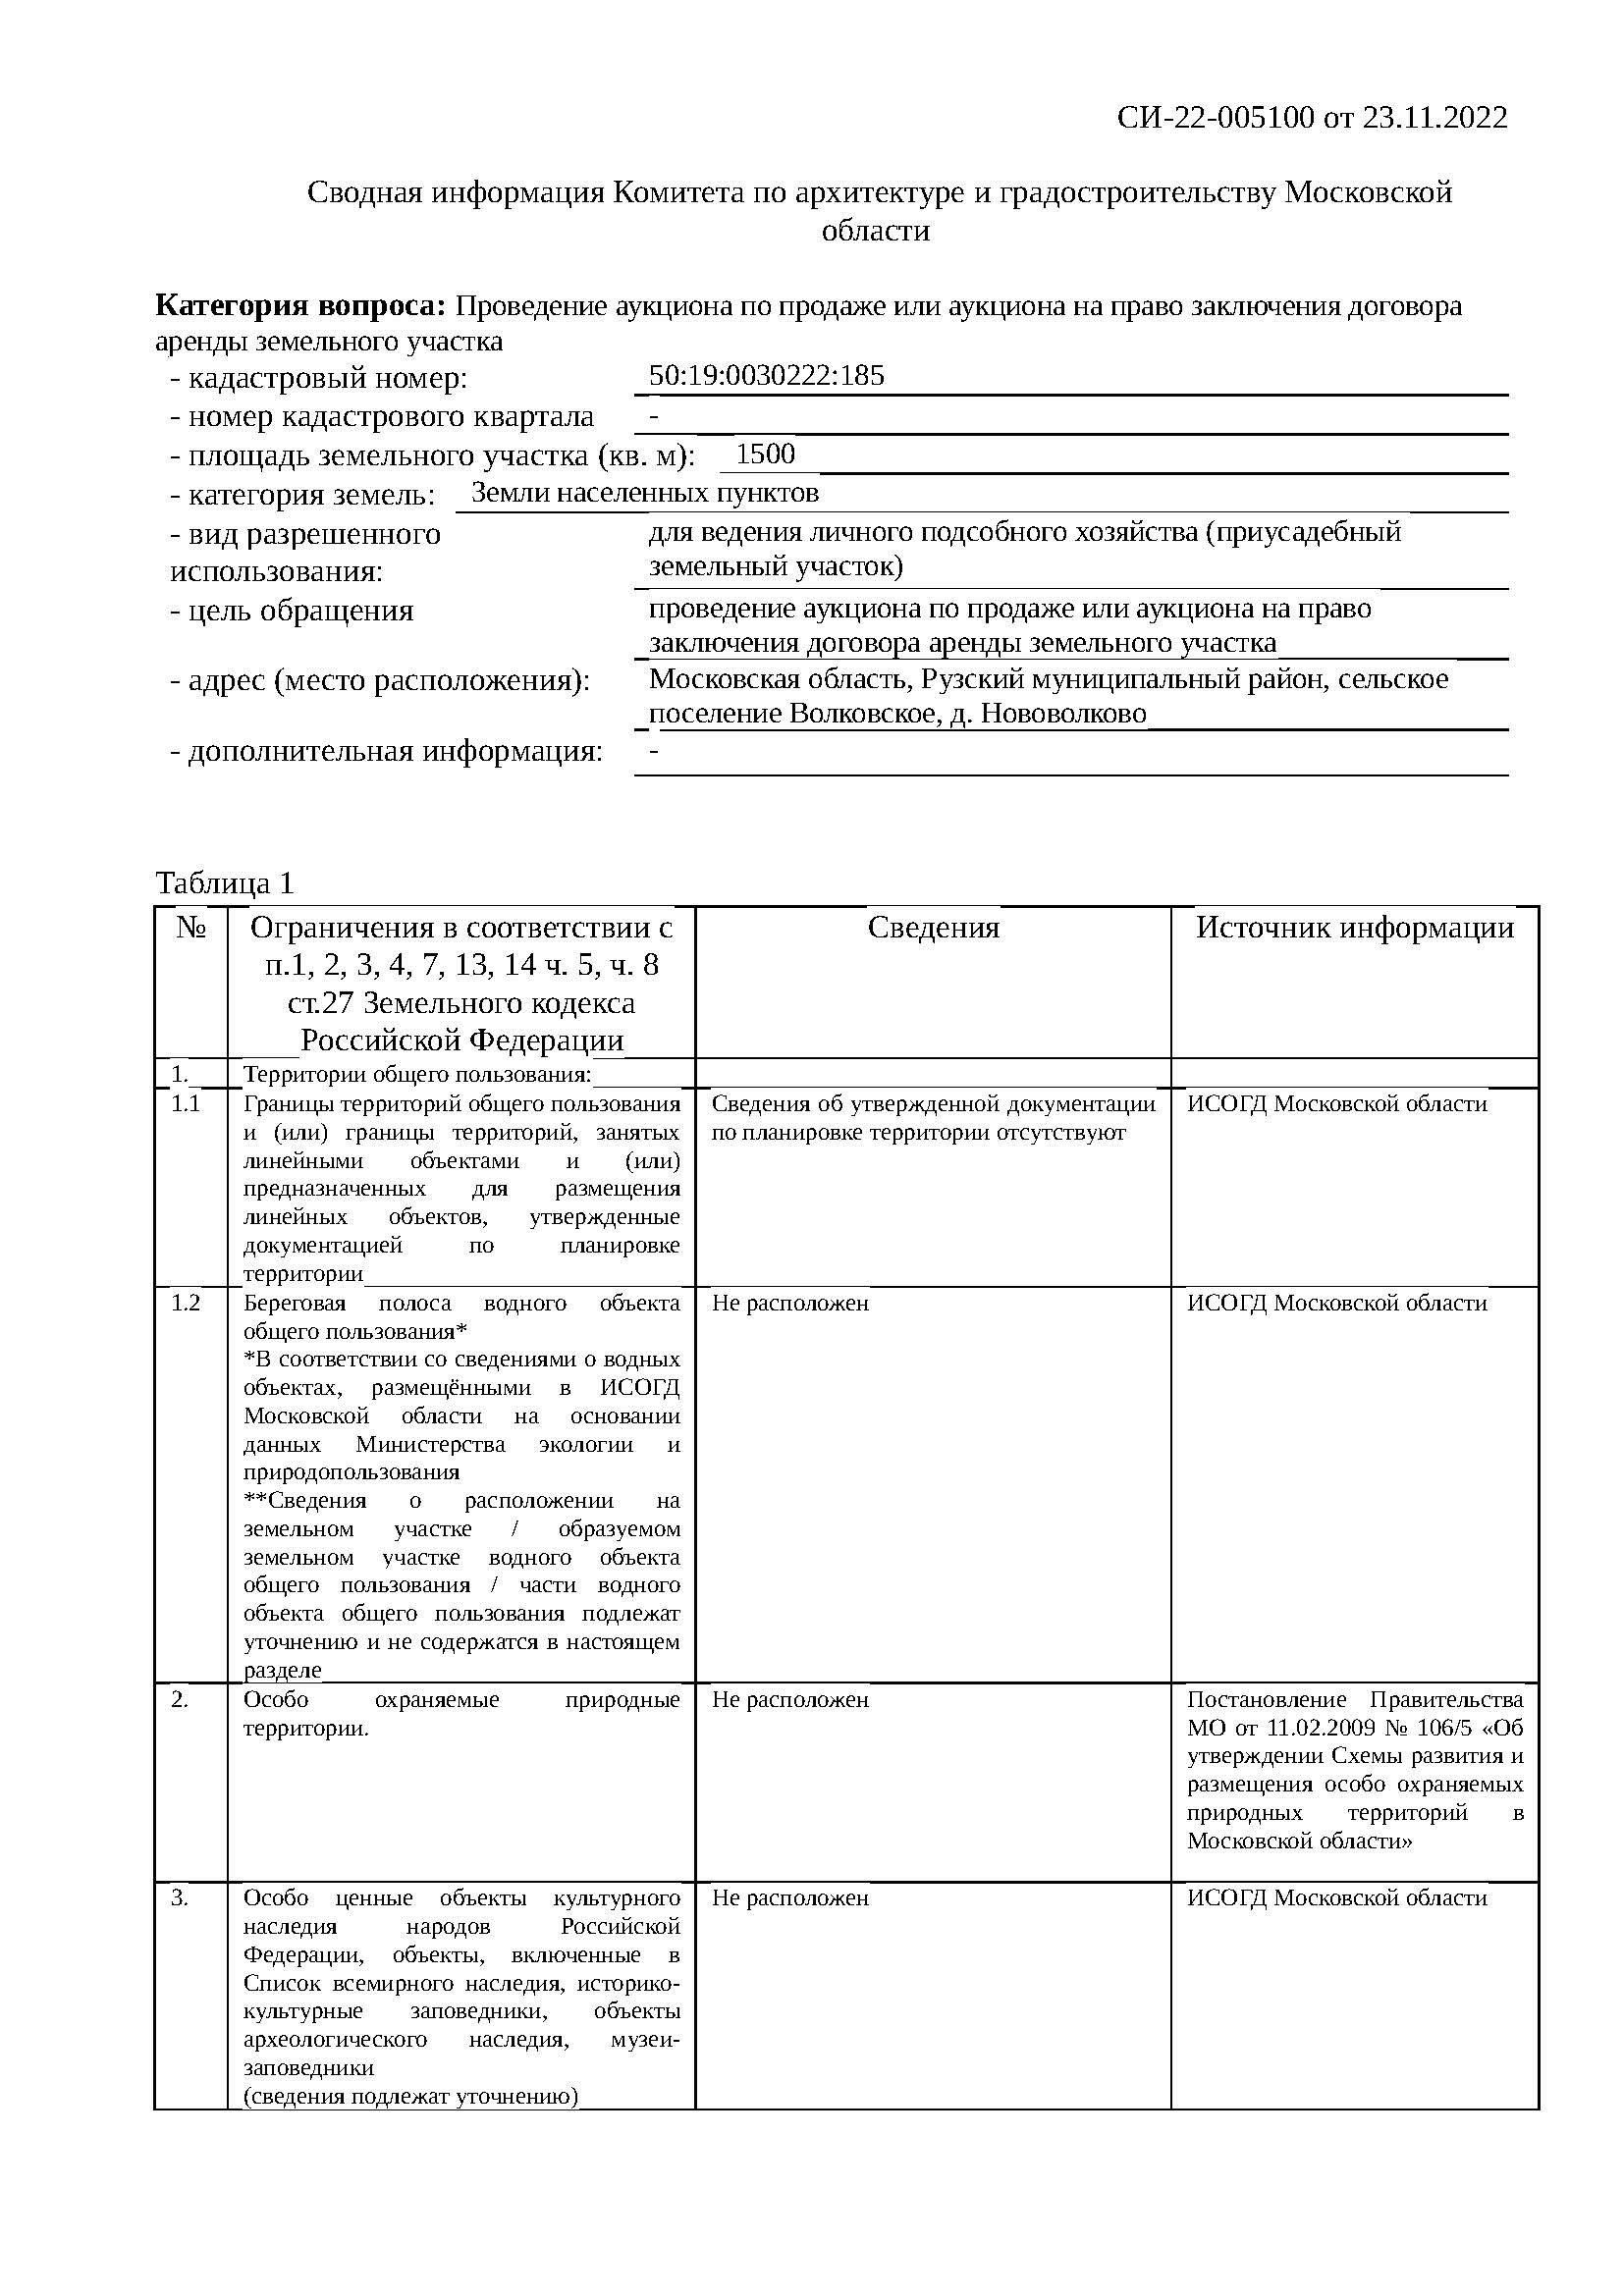 СИ-22-005100 от 23.11.2022
Сводная информация Комитета по архитектуре и градостроительству Московской
области
Категория вопроса: Проведение аукциона по продаже или аукциона на право заключения договора
аренды земельного участка
- кадастровый номер: 50:19:0030222:185
- номер кадастрового квартала -
- площадь земельного участка (кв. м): 1500
- категория земель: Земли населенных пунктов
- вид разрешенного
использования:
для ведения личного подсобного хозяйства (приусадебный
земельный участок)
- цель обращения
проведение аукциона по продаже или аукциона на право
заключения договора аренды земельного участка
- адрес (место расположения):
Московская область, Рузский муниципальный район, сельское
поселение Волковское, д. Нововолково
- дополнительная информация: -
Таблица 1
№
Ограничения в соответствии с
п.1, 2, 3, 4, 7, 13, 14 ч. 5, ч. 8
ст.27 Земельного кодекса
Российской Федерации
Сведения
Источник информации
1.
Территории общего пользования:
1.1
Границы территорий общего пользования
и (или) границы территорий, занятых
линейными объектами и (или)
предназначенных для размещения
линейных объектов, утвержденные
документацией по планировке
территории
Сведения об утвержденной документации
по планировке территории отсутствуют
ИСОГД Московской области
1.2
Береговая полоса водного объекта
общего пользования*
*В соответствии со сведениями о водных
объектах, размещёнными в ИСОГД
Московской области на основании
данных Министерства экологии и
природопользования
**Сведения о расположении на
земельном участке / образуемом
земельном участке водного объекта
общего пользования / части водного
объекта общего пользования подлежат
уточнению и не содержатся в настоящем
разделе
Не расположен
ИСОГД Московской области
2.
Особо охраняемые природные
территории.
Не расположен
Постановление Правительства
МО от 11.02.2009 № 106/5 «Об
утверждении Схемы развития и
размещения особо охраняемых
природных территорий в
Московской области»
3.
Особо ценные объекты культурного
наследия народов Российской
Федерации, объекты, включенные в
Список всемирного наследия, историко-
культурные заповедники, объекты
археологического наследия, музеи-
заповедники
(сведения подлежат уточнению)
Не расположен
ИСОГД Московской области